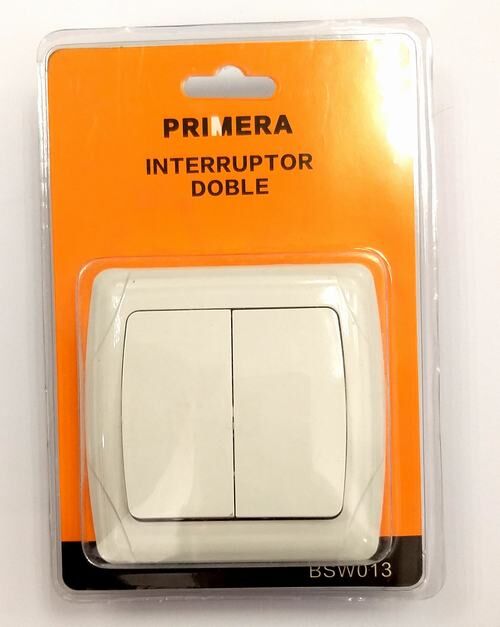 PRIMERA
INTERRUPTOR
DOBLE
BSW013